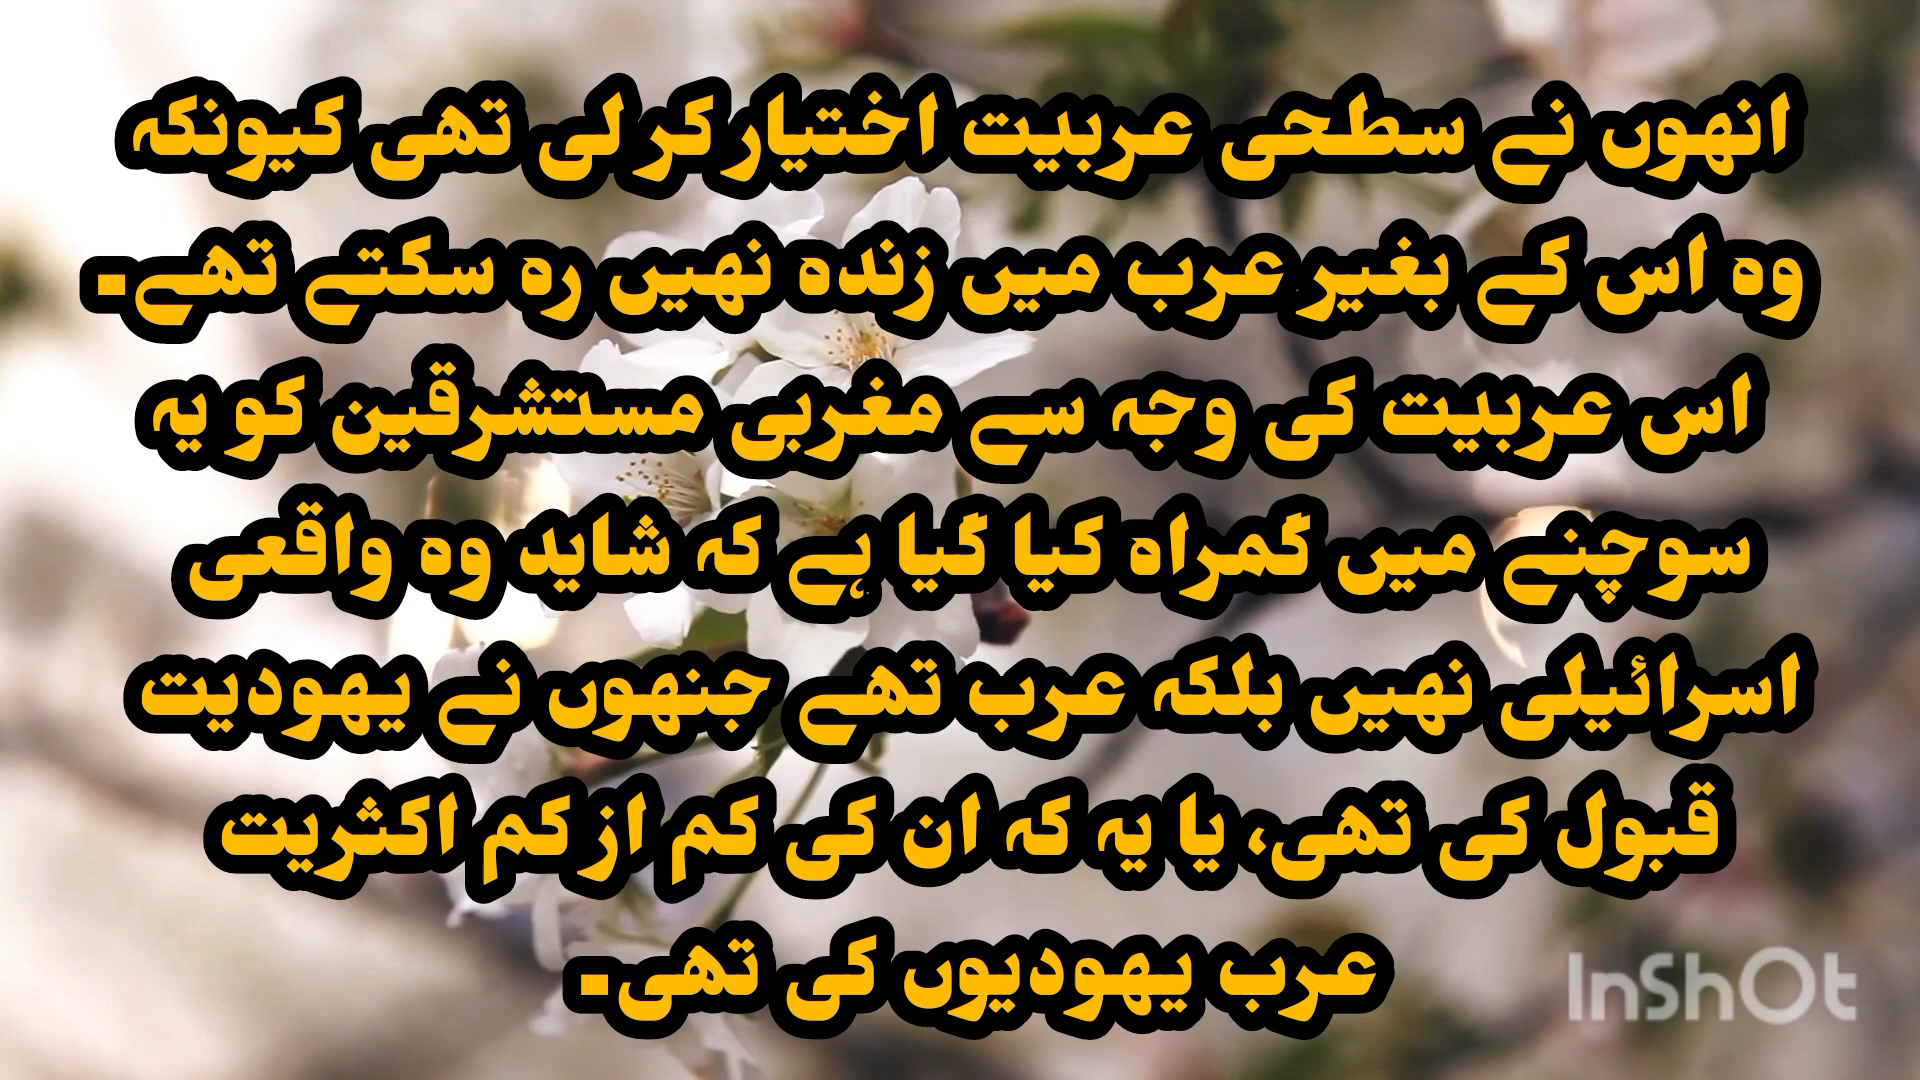 انھوں نے سطحی عربیت اختیار کر لی تھی کیونکہ
وہ اس کے بغیر عرب میں زندہ نہیں رہ سکتے تھے۔
اس عربیت کی وجہ سے مغربی مستشرقین کو یہ
سوچنے میں گمراہ کیا گیا ہے کہ شاید وہ واقعی
اسرائیلی نہیں بلکہ عرب تھے جنھوں نے یہودیت
قبول کی تھی، یا یہ کہ ان کی کم از کم اکثریت
عرب یہودیوں کی تھی۔
InShOt